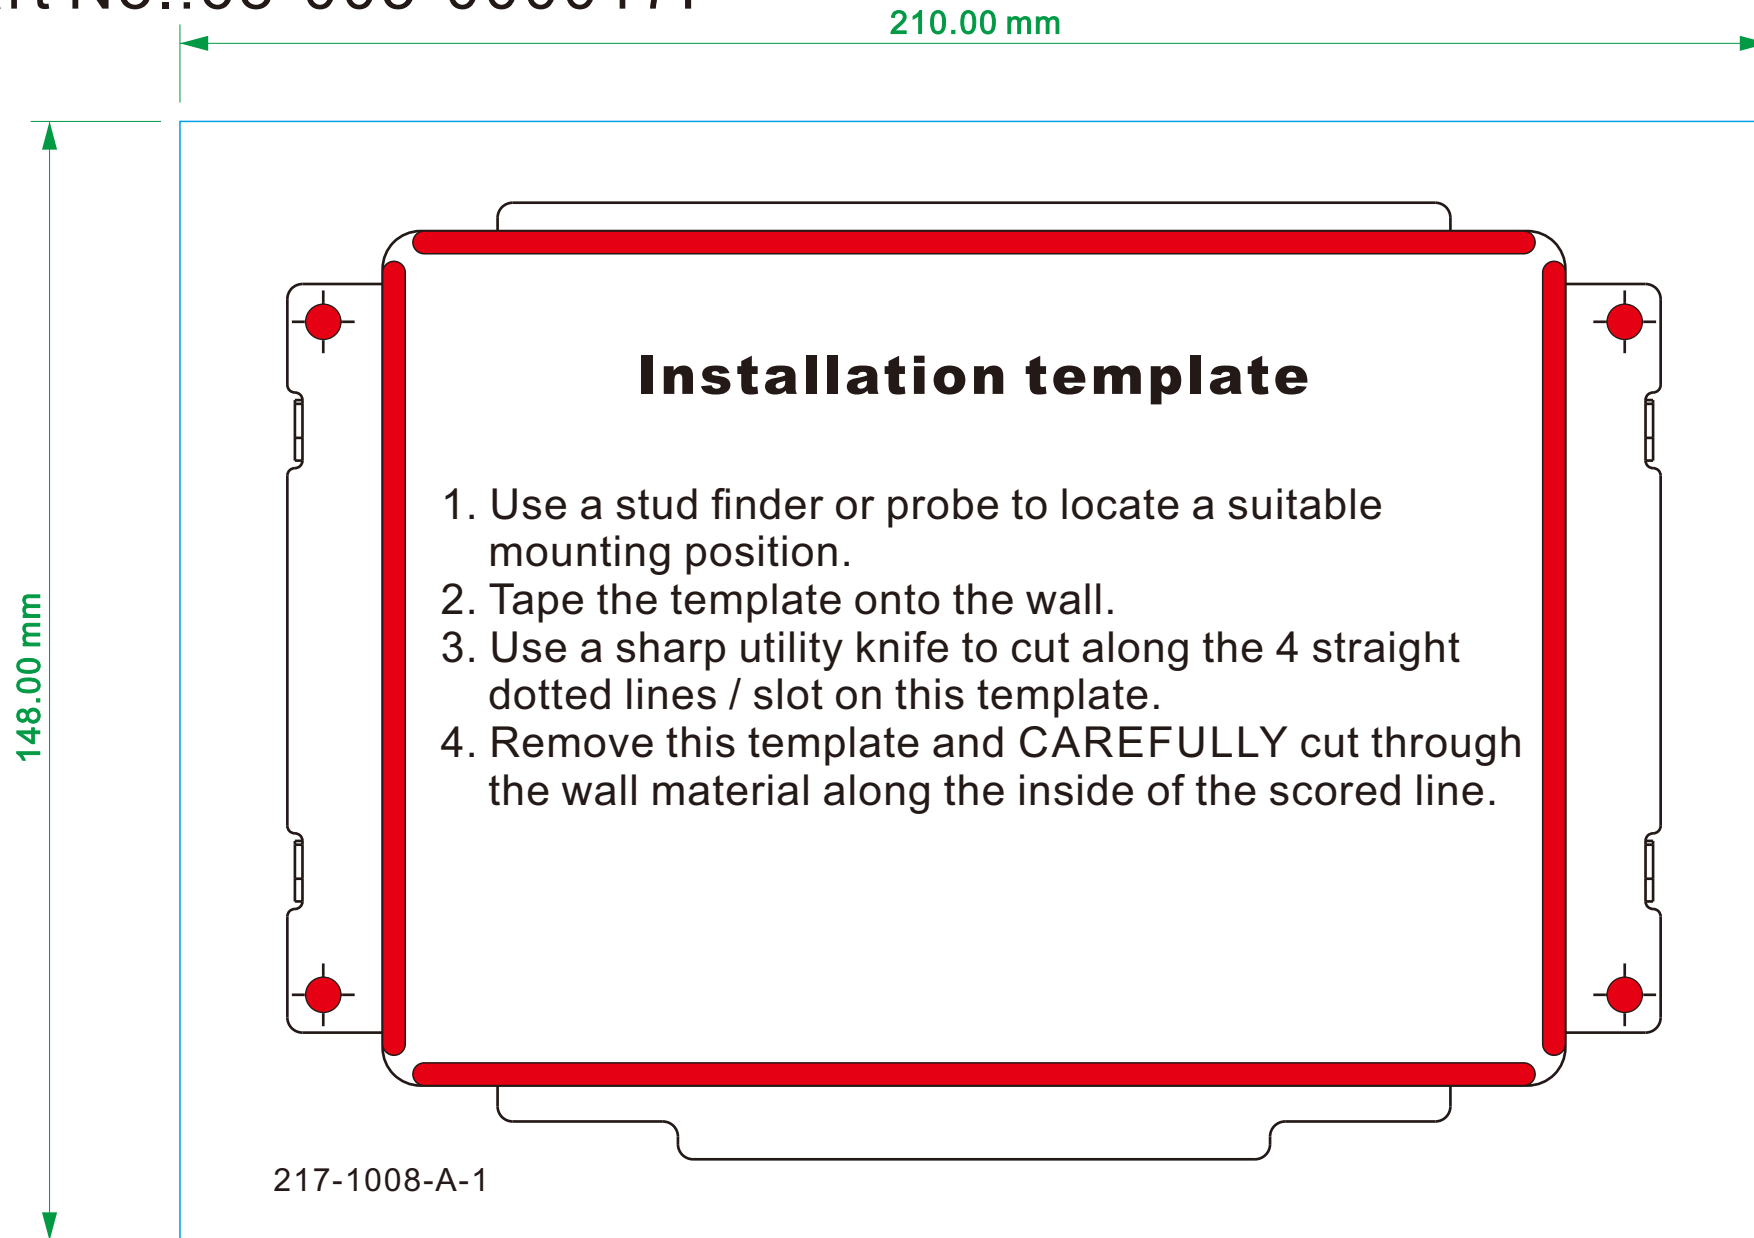 210.00 mm
148.00 mm
Installation template
1. Use a stud finder or probe to locate a suitable
mounting position.
2. Tape the template onto the wall.
3. Use a sharp utility knife to cut along the 4 straight
dotted lines / slot on this template.
4. Remove this template and CAREFULLY cut through
the wall material along the inside of the scored line.
217-1008-A-1